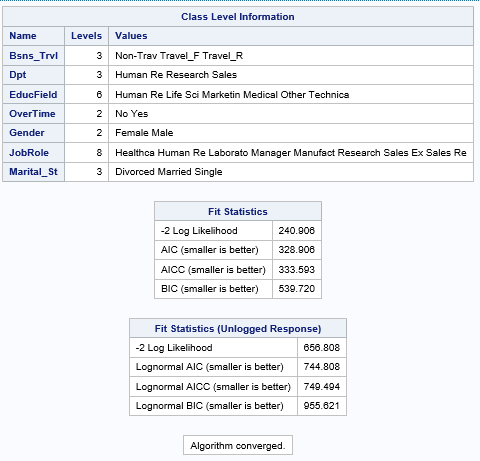 Class Level Information
Name Levels Values
Bsns_Trvl 3 Non-Trav Travel_F Travel_R
Dpt 3 Human Re Research Sales
EducField 6 Human Re Life Sci Marketin Medical Other Technica
OverTime 2 No Yes
Gender 2 Female Male
JobRole 8 Healthca Human Re Laborato Manager Manufact Research Sales Ex Sales Re
Marital_St 3 Divorced Married Single
Fit Statistics
-2 Log Likelihood 240.906
AIC (smaller is better) 328.906
AICC (smaller is better) 333.593
BIC (smaller is better) 539.720
Fit Statistics (Unlogged Response)
-2 Log Likelihood 656.808
Lognormal AIC (smaller is better) 744.808
Lognormal AICC (smaller is better) 749.494
Lognormal BIC (smaller is better) 955.621
Algorithm converged.